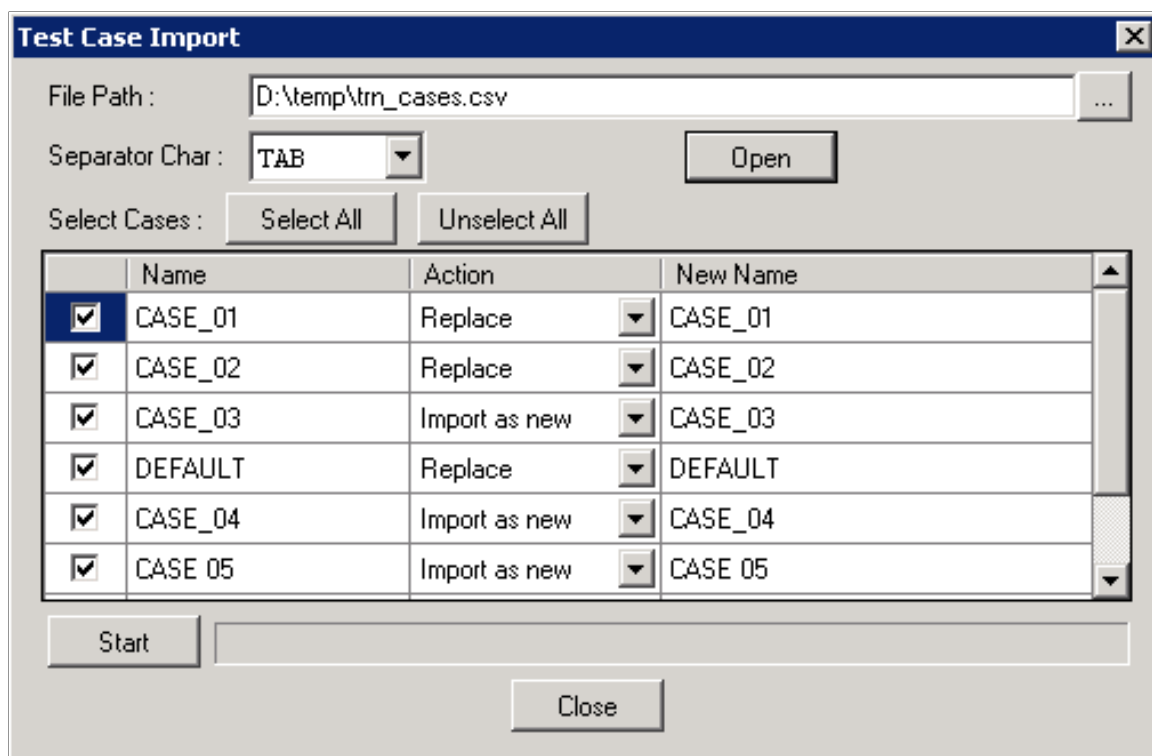 Test Case Import
File Path : D:\temp\trn_cases.csv ...
Separator Char : TAB Open
Select Cases : Select All Unselect All
Name Action New Name
CASE_01 Replace CASE_01
CASE_02 Replace CASE_02
CASE_03 Import as new CASE_03
DEFAULT Replace DEFAULT
CASE_04 Import as new CASE_04
CASE 05 Import as new CASE 05
Start
Close